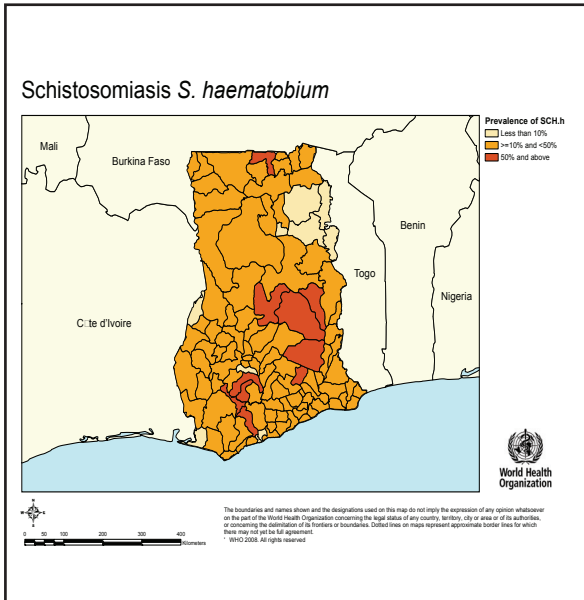 Schistosomiasis S. haematobium
Prevalence of SCH.h
Less than 10%
>=10% and <50%
50% and above
Mali
Burkina Faso
Benin
Togo
Nigeria
C□te d'Ivoire
World Health
Organization
N
W
E
S
0 50 100 200 300 400
Kilometers
The boundaries and names shown and the designations used on this map do not imply the expression of any opinion whatsoever
on the part of the World Health Organization concerning the legal status of any country, territory, city or area or of its authorities,
or concerning the delimitation of its frontiers or boundaries. Dotted lines on maps represent approximate border lines for which
there may not yet be full agreement.
' WHO 2008. All rights reserved